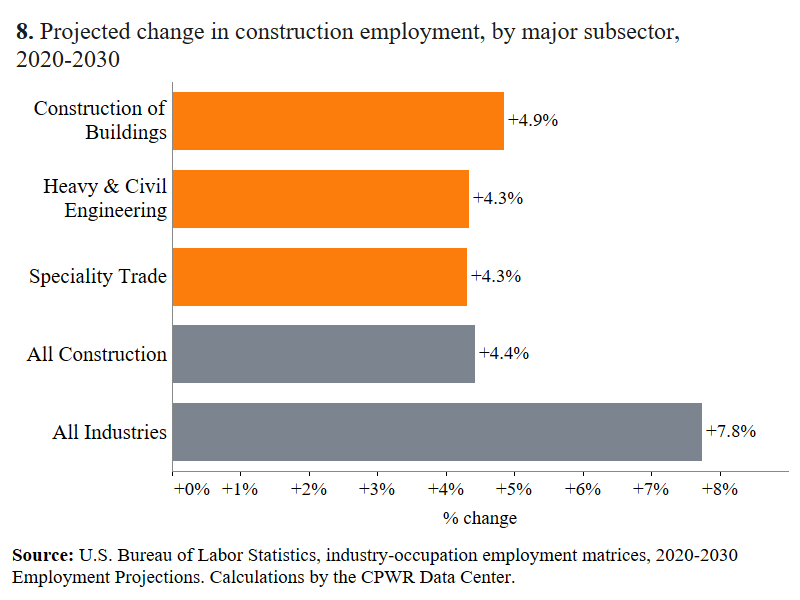 8. Projected change in construction employment, by major subsector,
2020-2030
Construction of
Buildings
+4.9%
Heavy & Civil
Engineering
+4.3%
Speciality Trade
+4.3%
All Construction
+4.4%
All Industries
+7.8%
+0% +1% +2% +3% +4% +5% +6% +7% +8%
% change
Source: U.S. Bureau of Labor Statistics, industry-occupation employment matrices, 2020-2030
Employment Projections. Calculations by the CPWR Data Center.